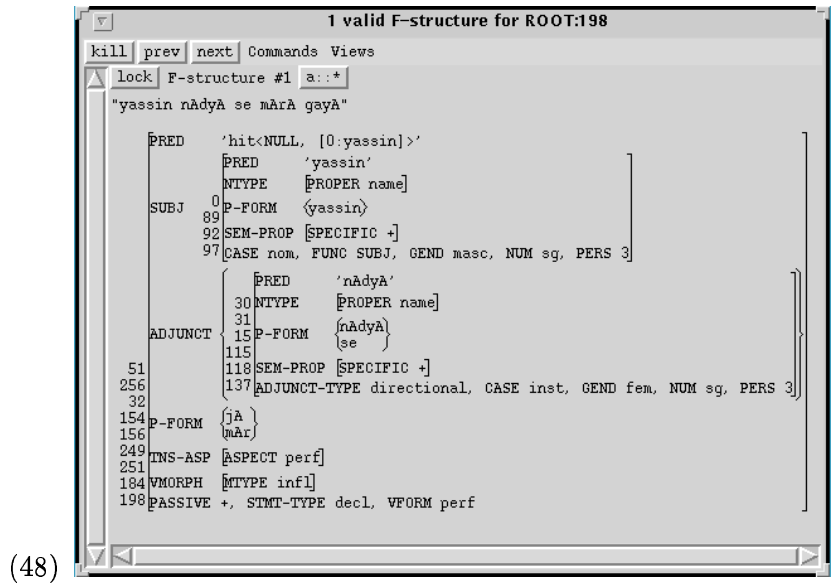 1 valid F-structure for ROOT:198
kill prev next Commands Views
lock F-structure #1 a::*
"yassin nAdyA se mArA gayA"
PRED 'hit<NULL, [0:yassin]>'
PRED 'yassin'
NTYPE [PROPER name]
SUBJ 0 P-FORM {yassin}
89
92 SEM-PROP [SPECIFIC +]
97 CASE nom, FUNC SUBJ, GEND masc, NUM sg, PERS 3
PRED 'nAdyA'
30 NTYPE [PROPER name]
31
ADJUNCT 15 P-FORM {nAdyA
se}
115
51 118 SEM-PROP [SPECIFIC +]
256 137 ADJUNCT-TYPE directional, CASE inst, GEND fem, NUM sg, PERS 3
32
154 P-FORM {jA
156 mAr}
249 TNS-ASP [ASPECT perf]
251
184 VMORPH [MTYPE infl]
198 PASSIVE +, STMT-TYPE decl, VFORM perf
(48)